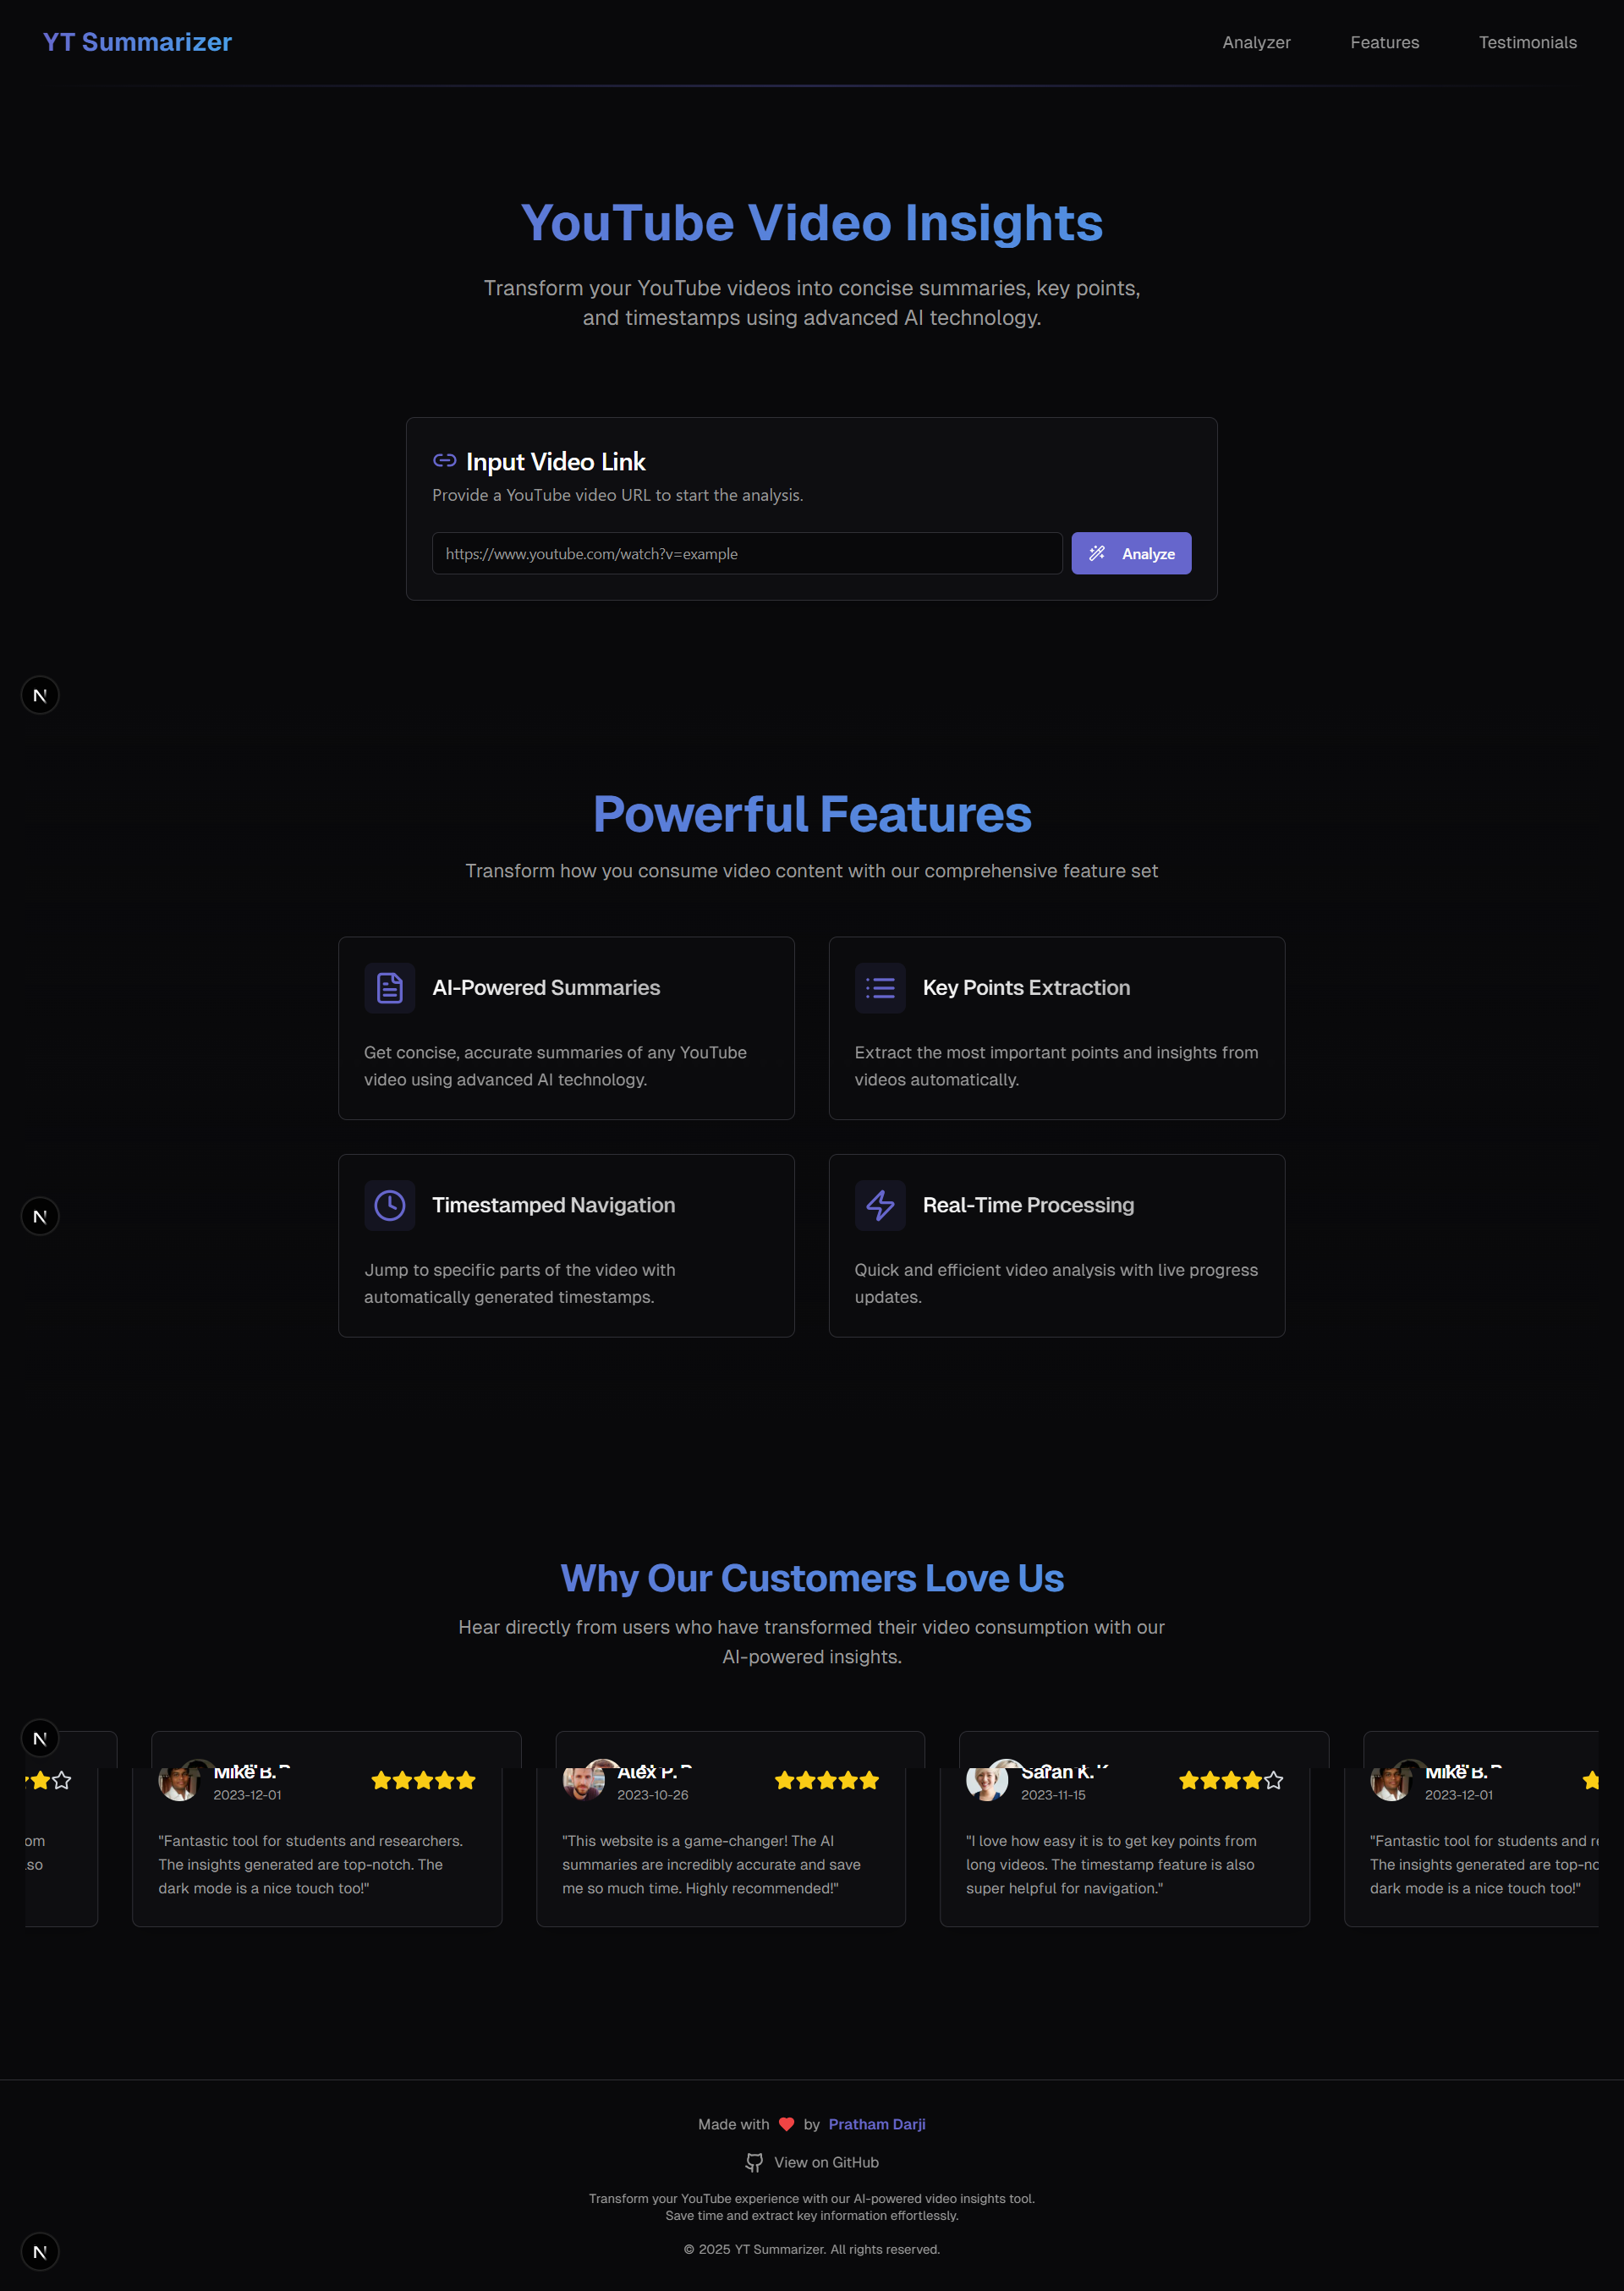 YT Summarizer
Analyzer
Features
Testimonials
YouTube Video Insights
Transform your YouTube videos into concise summaries, key points,
and timestamps using advanced AI technology.
Input Video Link
Provide a YouTube video URL to start the analysis.
https://www.youtube.com/watch?v=example
Analyze
N
Powerful Features
Transform how you consume video content with our comprehensive feature set
AI-Powered Summaries
Key Points Extraction
Get concise, accurate summaries of any YouTube
video using advanced AI technology.
Extract the most important points and insights from
videos automatically.
Timestamped Navigation
Real-Time Processing
N
Jump to specific parts of the video with
automatically generated timestamps.
Quick and efficient video analysis with live progress
updates.
Why Our Customers Love Us
Hear directly from users who have transformed their video consumption with our
AI-powered insights.
N
Mike B.
2023-12-01
"Fantastic tool for students and researchers.
The insights generated are top-notch. The
dark mode is a nice touch too!"
Alex P.
2023-10-26
"This website is a game-changer! The AI
summaries are incredibly accurate and save
me so much time. Highly recommended!"
Sarah K.
2023-11-15
"I love how easy it is to get key points from
long videos. The timestamp feature is also
super helpful for navigation."
Mike B.
2023-12-01
"Fantastic tool for students and
The insights generated are
dark mode is a nice touch too!"
Made with ❤ by Pratham Darji
View on GitHub
Transform your YouTube experience with our AI-powered video insights tool.
Save time and extract key information effortlessly.
N
© 2025 YT Summarizer. All rights reserved.